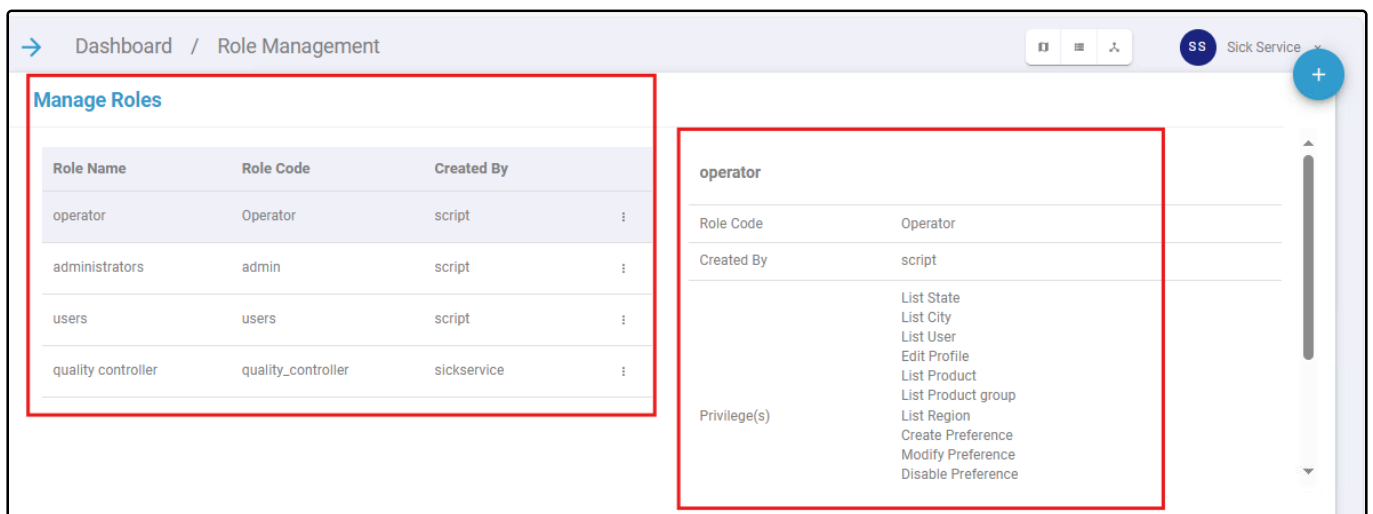 Dashboard / Role Management
SS Sick Service
+
Manage Roles
Role Name Role Code Created By
operator Operator script
administrators admin script
users users script
quality controller quality_controller sickservice
operator
Role Code Operator
Created By script
Privilege(s)
List State
List City
List User
Edit Profile
List Product
List Product group
List Region
Create Preference
Modify Preference
Disable Preference